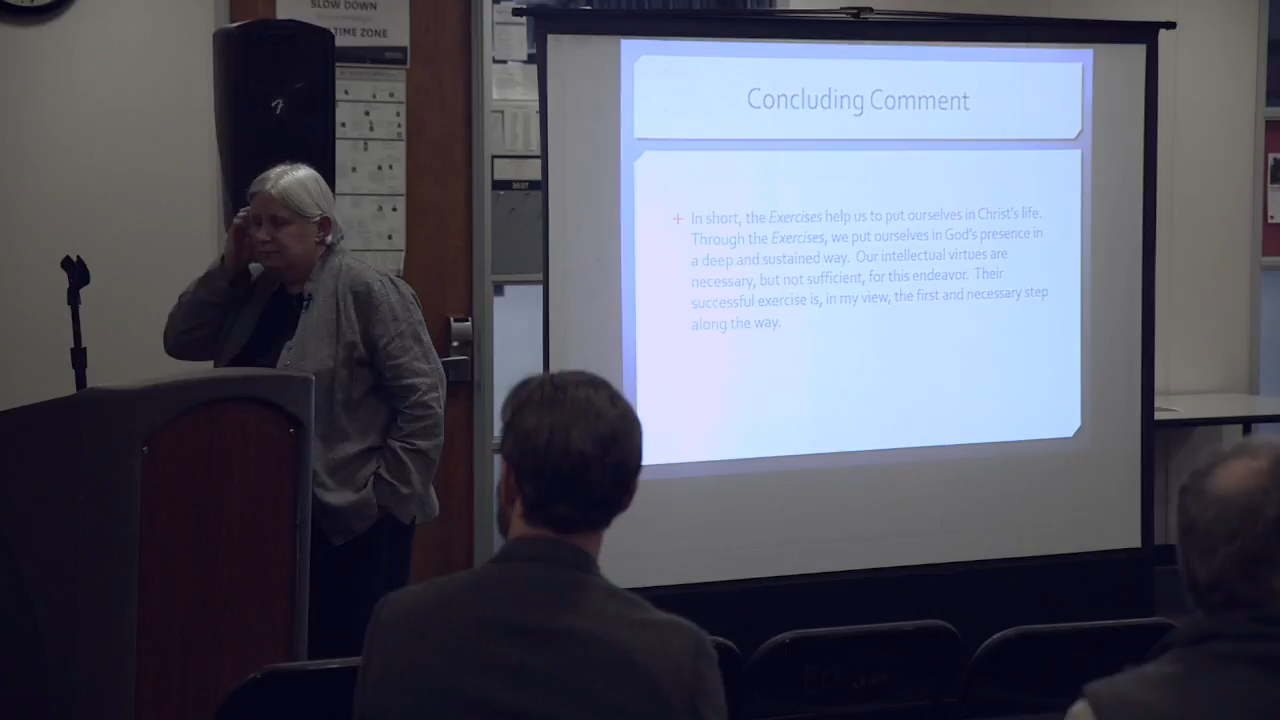 SLOW DOWN
TIME ZONE
Concluding Comment
+ In short, the Exercises help us to put ourselves in Christ's life.
Through the Exercises, we put ourselves in God's presence in
a deep and sustained way. Our intellectual virtues are
necessary, but not sufficient, for this endeavor. Their
successful exercise is, in my view, the first and necessary step
along the way.